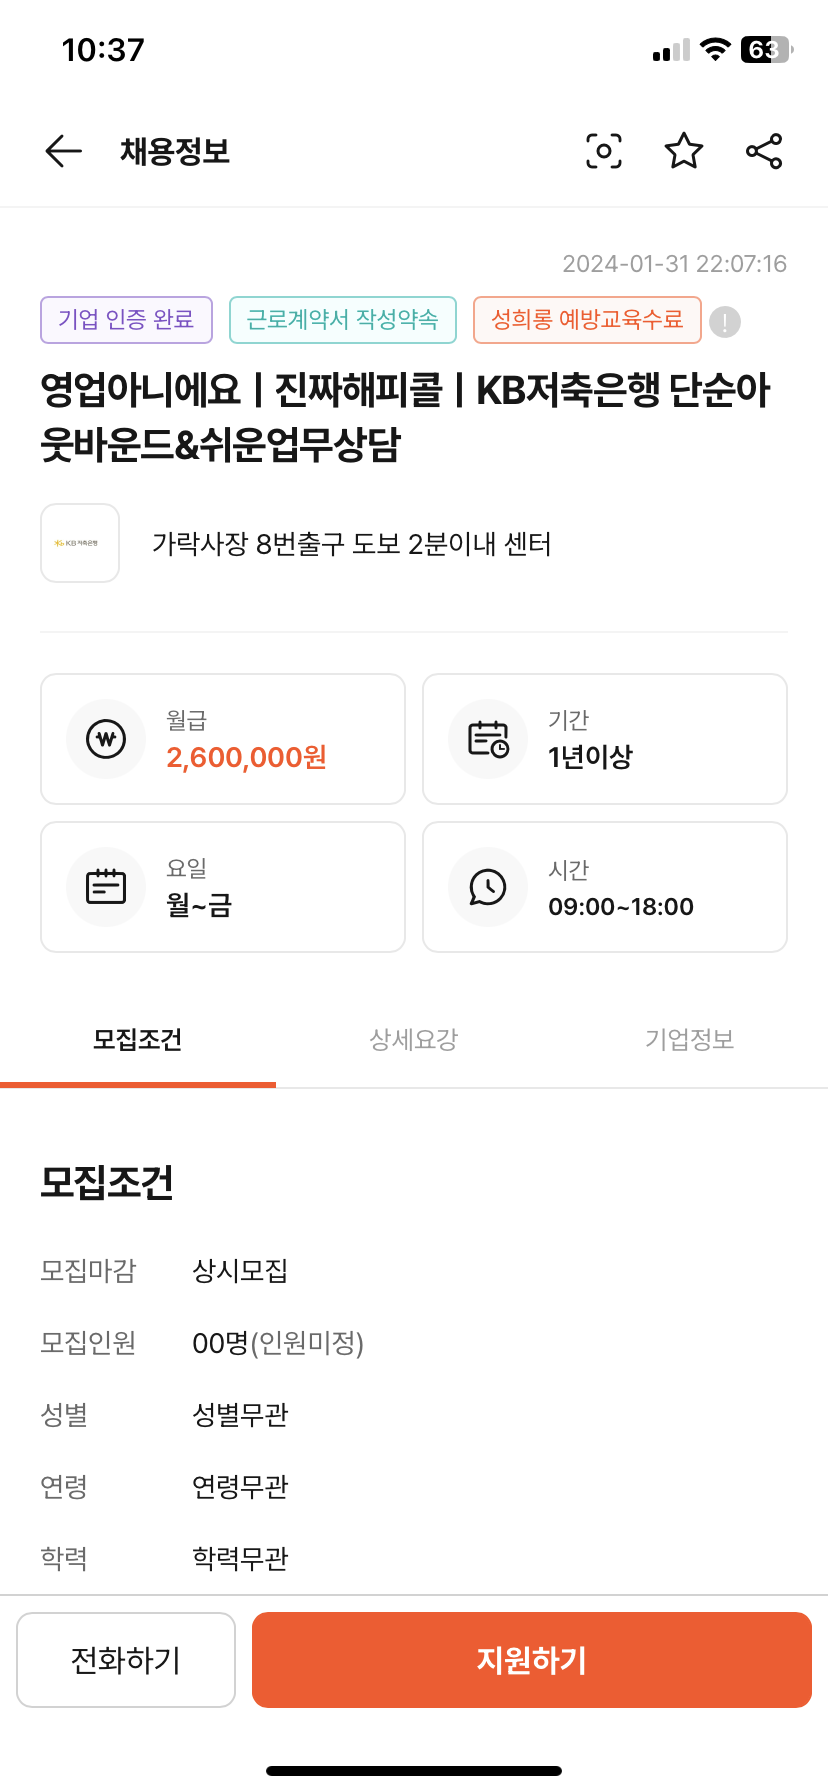 10:37
63
채용정보
2024-01-31 22:07:16
기업 인증 완료
근로계약서 작성약속
성희롱 예방교육수료
!
영업아니에요ㅣ진짜해피콜ㅣKB저축은행 단순아
웃바운드&쉬운업무상담
KB 저축은행
가락사장 8번출구 도보 2분이내 센터
월급
2,600,000원
기간
1년이상
요일
월~금
시간
09:00~18:00
모집조건
상세요강
기업정보
모집조건
모집마감 상시모집
모집인원 00명(인원미정)
성별 성별무관
연령 연령무관
학력 학력무관
전화하기
지원하기